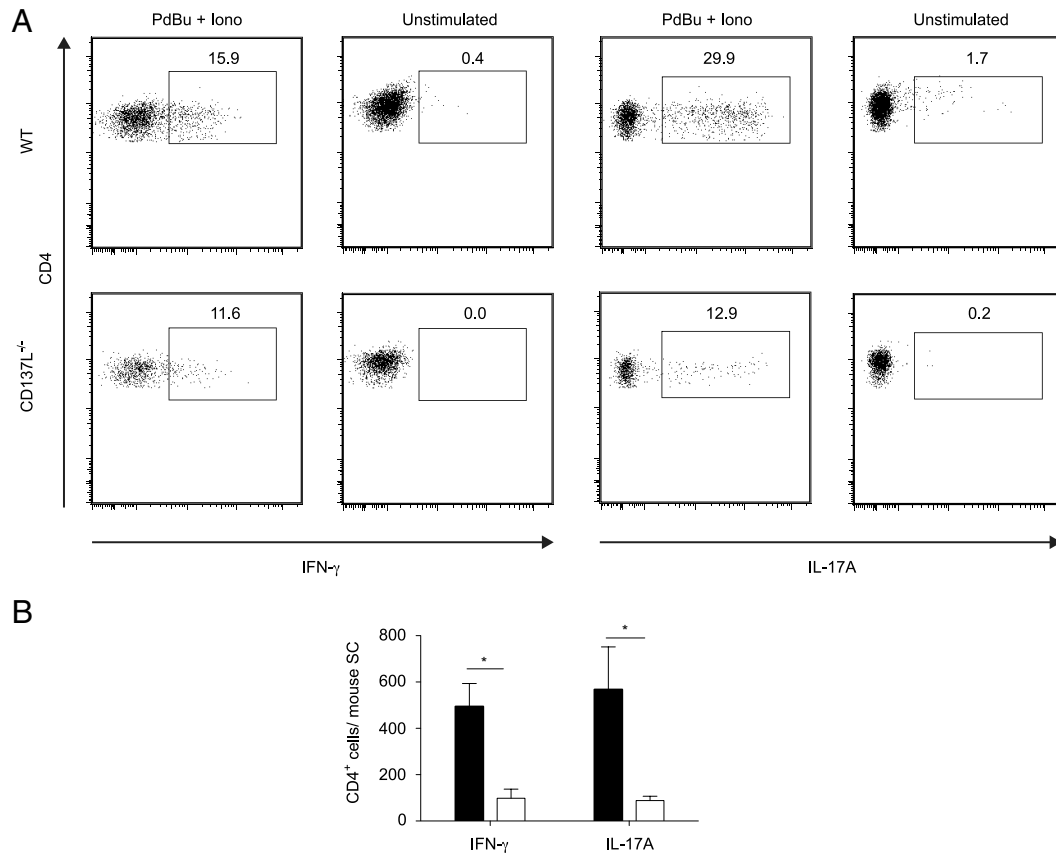 A
PdBu + Iono
Unstimulated
PdBu + Iono
Unstimulated
WT
15.9
0.4
29.9
1.7
CD4
CD137L-/-
11.6
0.0
12.9
0.2
IFN-γ
IL-17A
B
CD4+ cells/ mouse SC
800
600
400
200
0
*
*
IFN-γ
IL-17A